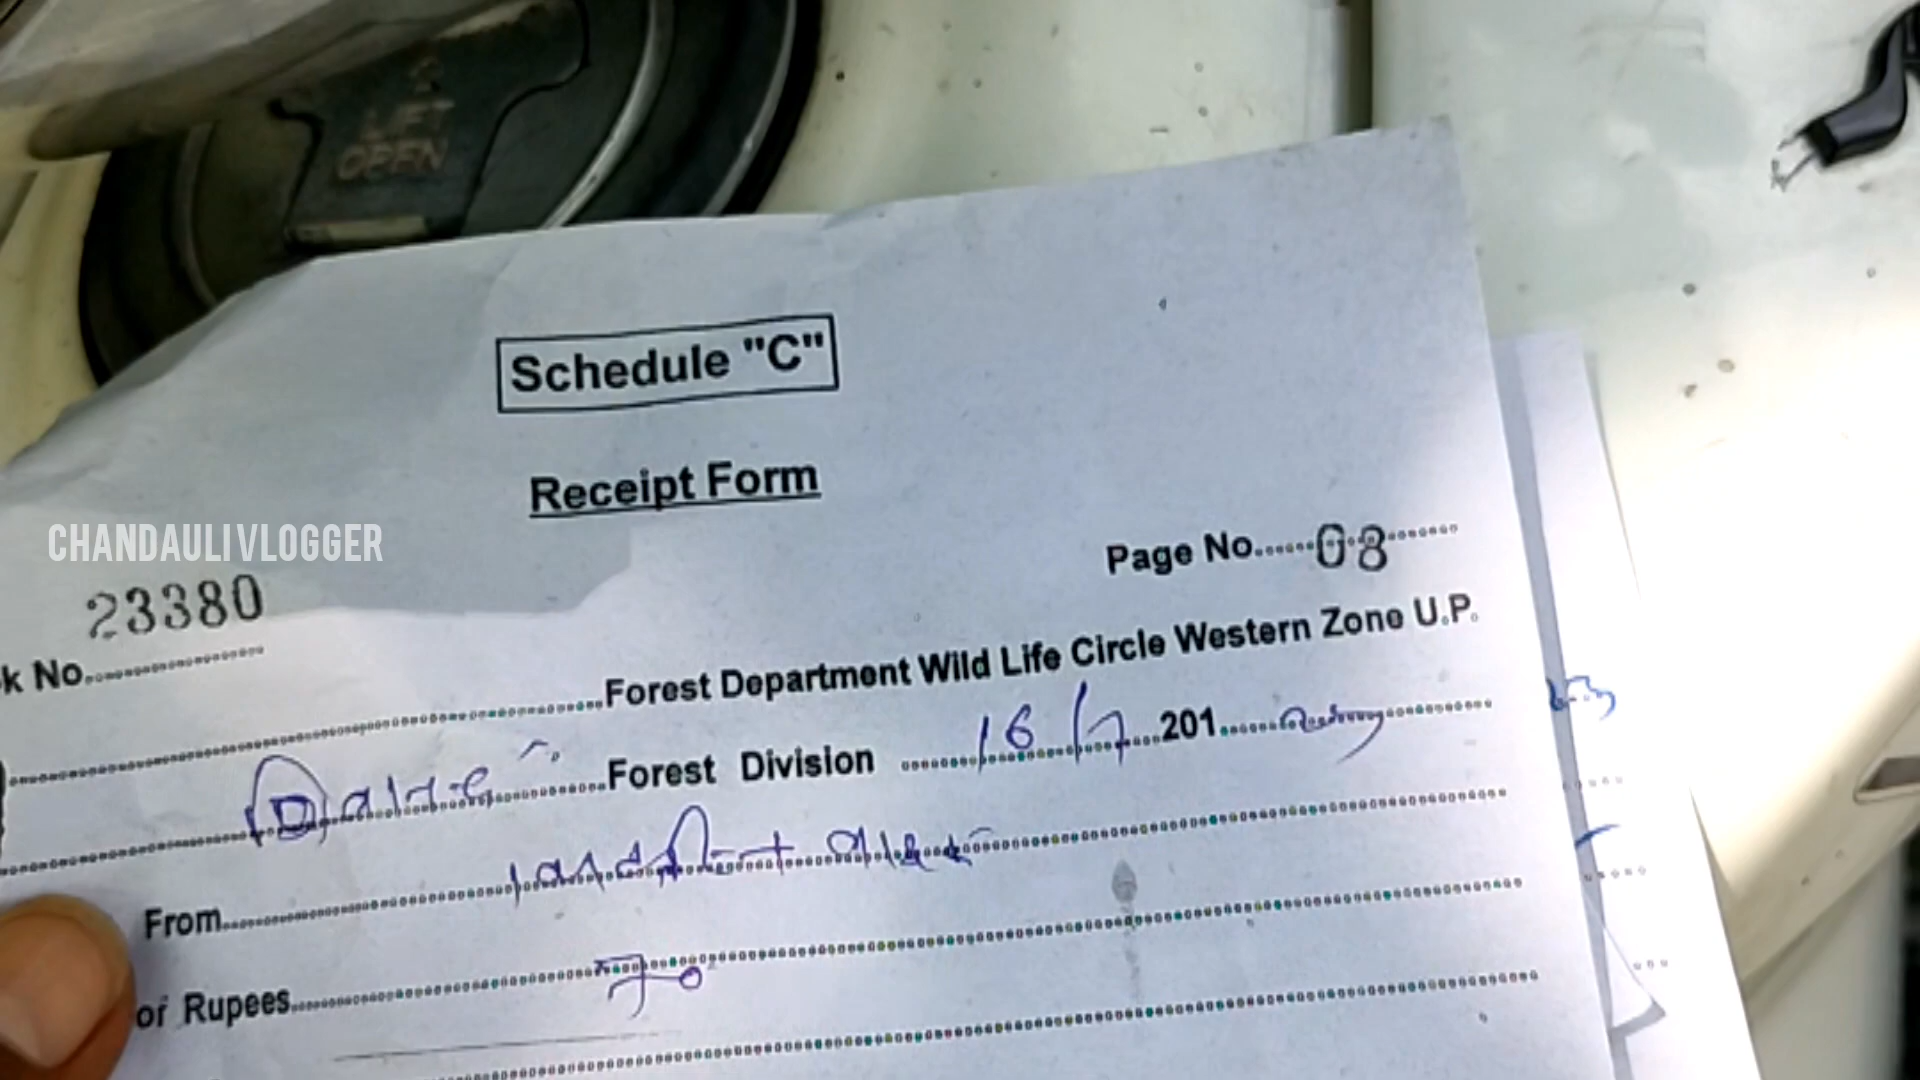 LIFT
OPEN
Schedule "C"
Receipt Form
CHANDAULI VLOGGER
Page No......08......
23380
k No..................
Forest Department Wild Life Circle Western Zone U.P.
Forest Division 16/7 201
From
of Rupees